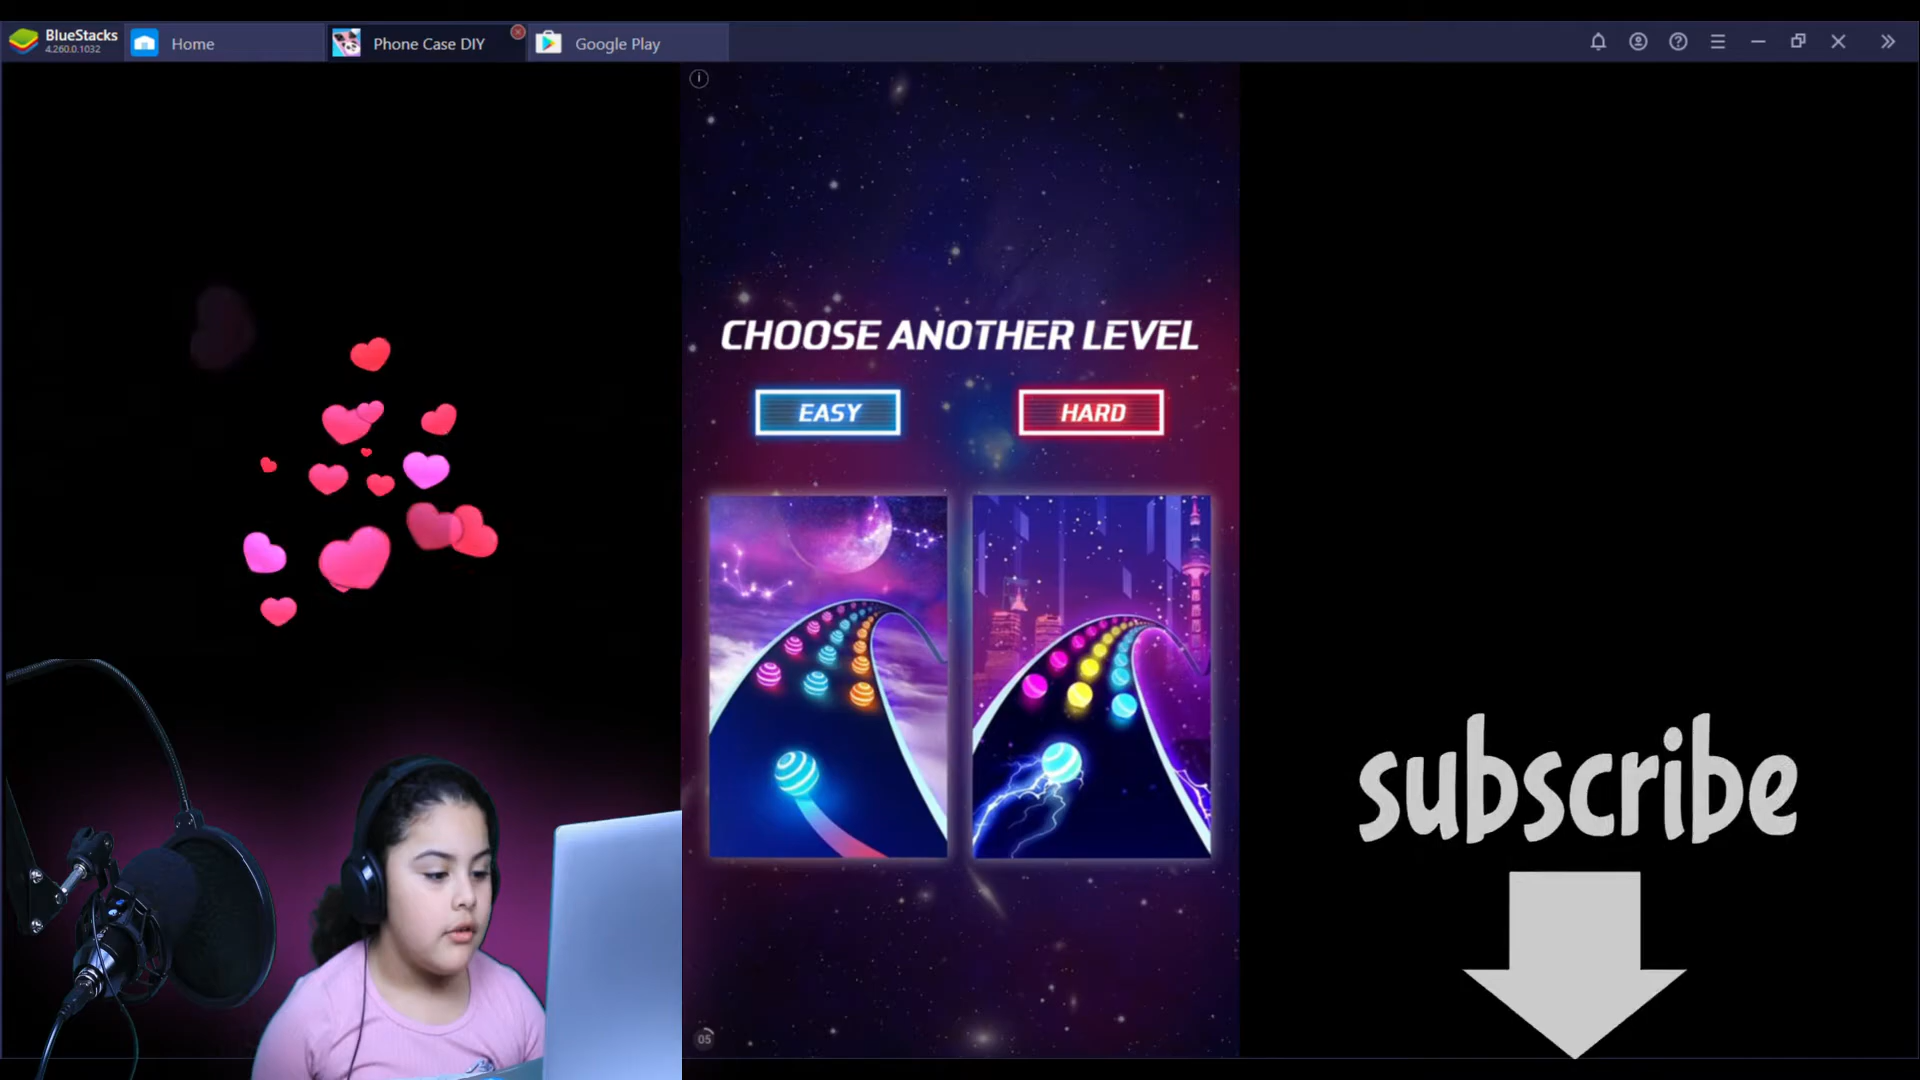 BlueStacks
4.260.0.1032
Home
Phone Case DIY
Google Play
CHOOSE ANOTHER LEVEL
EASY
HARD
05
subscribe